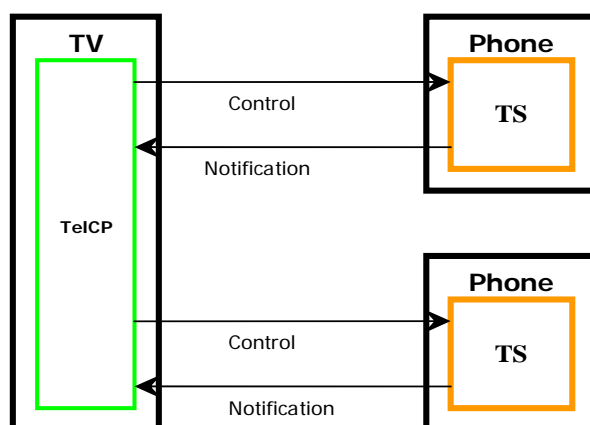 TV
Phone
Control
TS
Notification
TelCP
Phone
Control
TS
Notification